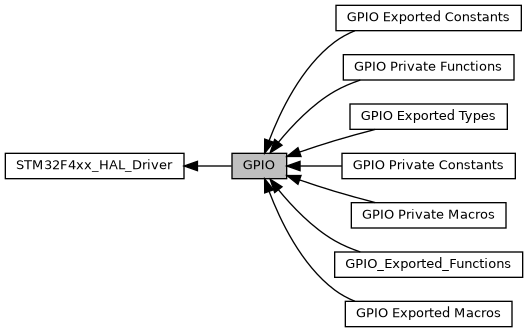 GPIO Exported Constants
GPIO Private Functions
GPIO Exported Types
STM32F4xx_HAL_Driver
GPIO
GPIO Private Constants
GPIO Private Macros
GPIO_Exported_Functions
GPIO Exported Macros